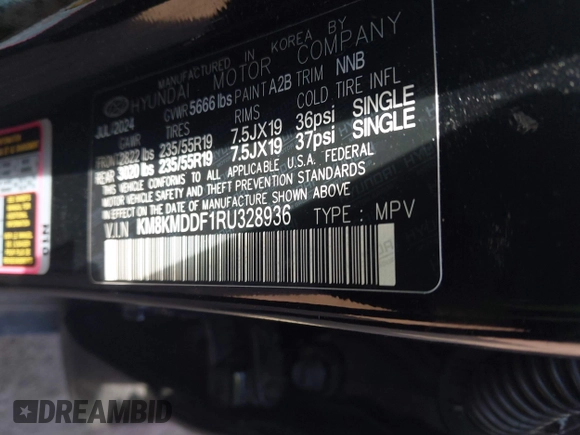 MANUFACTURED IN KOREA BY
HYUNDAI MOTOR COMPANY
JUL/2024 GVWR 5666 lbs PAINT A2B TRIM NNB
GAWR TIRES RIMS COLD TIRE INFL
FRONT 2822 lbs 235/55R19 7.5JX19 36psi SINGLE
REAR 3020 lbs 235/55R19 7.5JX19 37psi SINGLE
THIS VEHICLE CONFORMS TO ALL APPLICABLE U.S.A. FEDERAL
MOTOR VEHICLE SAFETY AND THEFT PREVENTION STANDARDS
IN EFFECT ON THE DATE OF MANUFACTURE SHOWN ABOVE.
V.I.N KM8KMDDF1RU328936 TYPE : MPV
DREAMBID